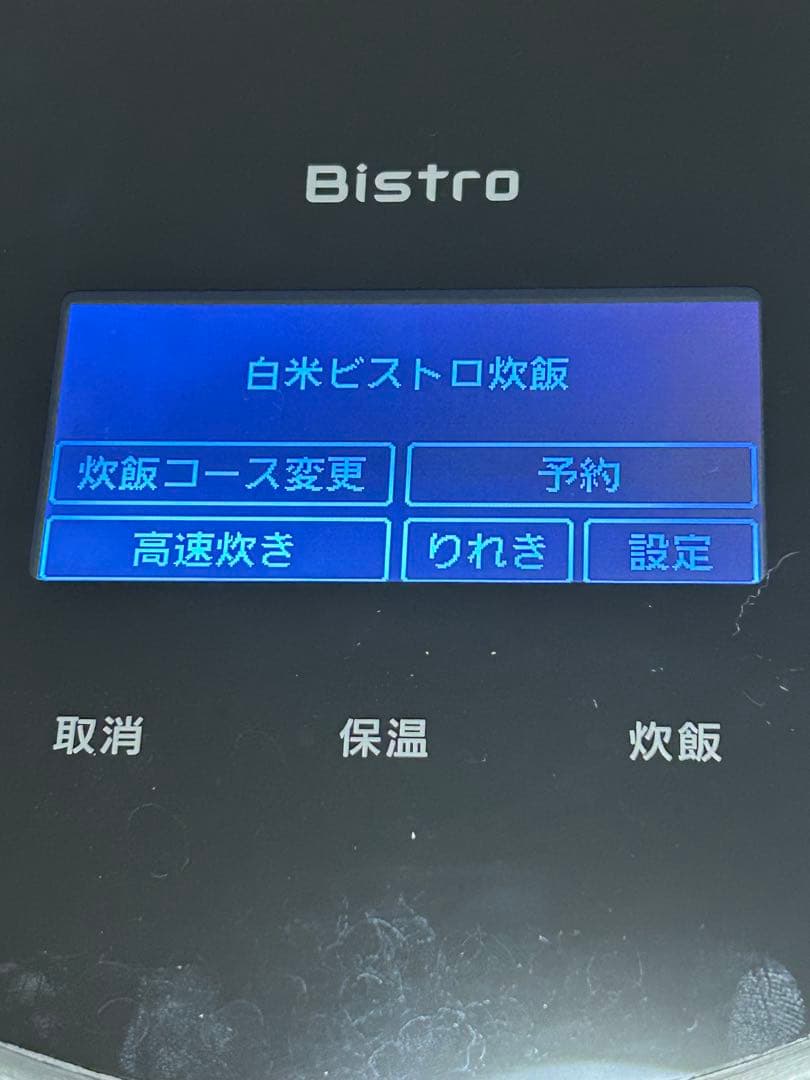 Bistro
白米ビストロ炊飯
炊飯コース変更 予約
高速炊き りれき 設定
取消 保温 炊飯